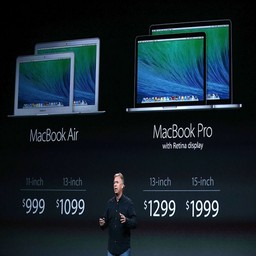 MacBook Air
MacBook Pro
with Retina display
11-inch
13-inch
13-inch
15-inch
$999
$1099
$1299
$1999